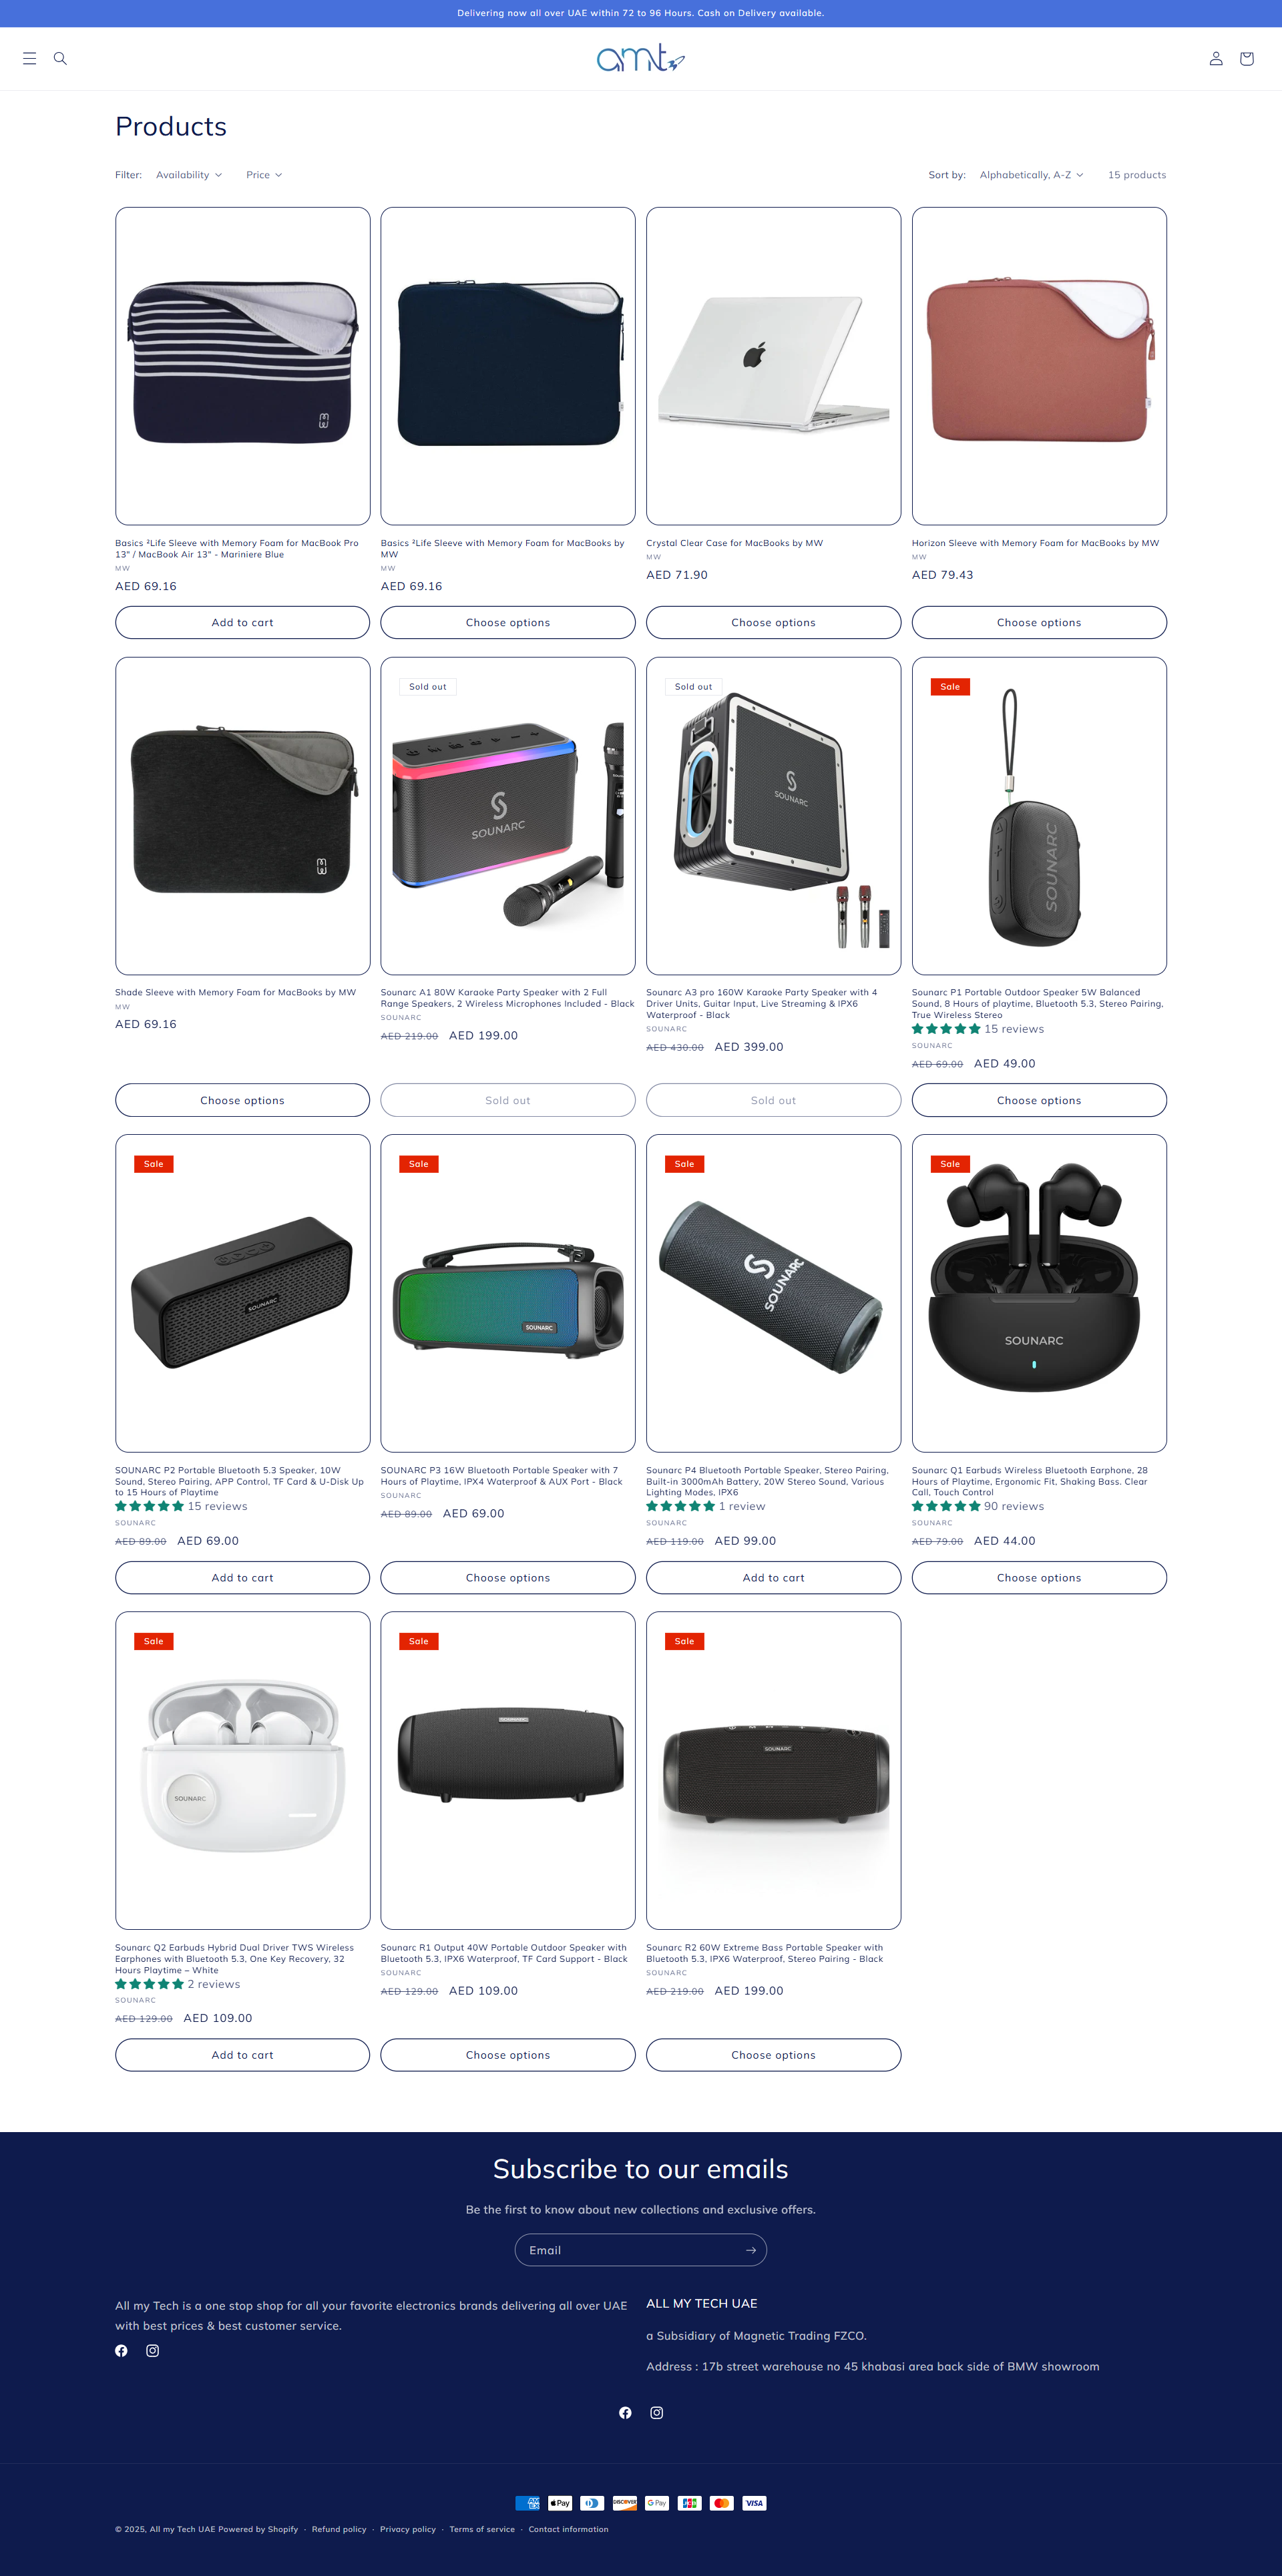 Delivering now all over UAE within 72 to 96 Hours. Cash on Delivery available.
amt
Products
Filter: Availability Price
Sort by: Alphabetically, A-Z 15 products
Basics ²Life Sleeve with Memory Foam for MacBook Pro
13" / MacBook Air 13" - Mariniere Blue
MW
AED 69.16
Add to cart
Basics ²Life Sleeve with Memory Foam for MacBooks by
MW
MW
AED 69.16
Choose options
Crystal Clear Case for MacBooks by MW
MW
AED 71.90
Choose options
Horizon Sleeve with Memory Foam for MacBooks by MW
MW
AED 79.43
Choose options
Shade Sleeve with Memory Foam for MacBooks by MW
MW
AED 69.16
Choose options
Sold out
SOUNARC
Sounarc A1 80W Karaoke Party Speaker with 2 Full
Range Speakers, 2 Wireless Microphones Included - Black
SOUNARC
AED 219.00 AED 199.00
Sold out
Sold out
SOUNARC
Sounarc A3 pro 160W Karaoke Party Speaker with 4
Driver Units, Guitar Input, Live Streaming & IPX6
Waterproof - Black
SOUNARC
AED 430.00 AED 399.00
Sold out
Sale
SOUNARC
Sounarc P1 Portable Outdoor Speaker 5W Balanced
Sound, 8 Hours of playtime, Bluetooth 5.3, Stereo Pairing,
True Wireless Stereo
15 reviews
SOUNARC
AED 69.00 AED 49.00
Choose options
Sale
SOUNARC
SOUNARC P2 Portable Bluetooth 5.3 Speaker, 10W
Sound, Stereo Pairing, APP Control, TF Card & U-Disk Up
to 15 Hours of Playtime
15 reviews
SOUNARC
AED 89.00 AED 69.00
Add to cart
Sale
SOUNARC
SOUNARC P3 16W Bluetooth Portable Speaker with 7
Hours of Playtime, IPX4 Waterproof & AUX Port - Black
SOUNARC
AED 89.00 AED 69.00
Choose options
Sale
SOUNARC
Sounarc P4 Bluetooth Portable Speaker, Stereo Pairing,
Built-in 3000mAh Battery, 20W Stereo Sound, Various
Lighting Modes, IPX6
1 review
SOUNARC
AED 119.00 AED 99.00
Add to cart
Sale
SOUNARC
Sounarc Q1 Earbuds Wireless Bluetooth Earphone, 28
Hours of Playtime, Ergonomic Fit, Shaking Bass. Clear
Call, Touch Control
90 reviews
SOUNARC
AED 79.00 AED 44.00
Choose options
Sale
SOUNARC
Sounarc Q2 Earbuds Hybrid Dual Driver TWS Wireless
Earphones with Bluetooth 5.3, One Key Recovery, 32
Hours Playtime – White
2 reviews
SOUNARC
AED 129.00 AED 109.00
Add to cart
Sale
SOUNARC
Sounarc R1 Output 40W Portable Outdoor Speaker with
Bluetooth 5.3, IPX6 Waterproof, TF Card Support - Black
SOUNARC
AED 129.00 AED 109.00
Choose options
Sale
SOUNARC
Sounarc R2 60W Extreme Bass Portable Speaker with
Bluetooth 5.3, IPX6 Waterproof, Stereo Pairing - Black
SOUNARC
AED 219.00 AED 199.00
Choose options
Subscribe to our emails
Be the first to know about new collections and exclusive offers.
Email
All my Tech is a one stop shop for all your favorite electronics brands delivering all over UAE
with best prices & best customer service.
ALL MY TECH UAE
a Subsidiary of Magnetic Trading FZCO.
Address : 17b street warehouse no 45 khabasi area back side of BMW showroom
AMEX Pay DISCOVER G Pay JCB VISA
© 2025, All my Tech UAE Powered by Shopify · Refund policy · Privacy policy · Terms of service · Contact information